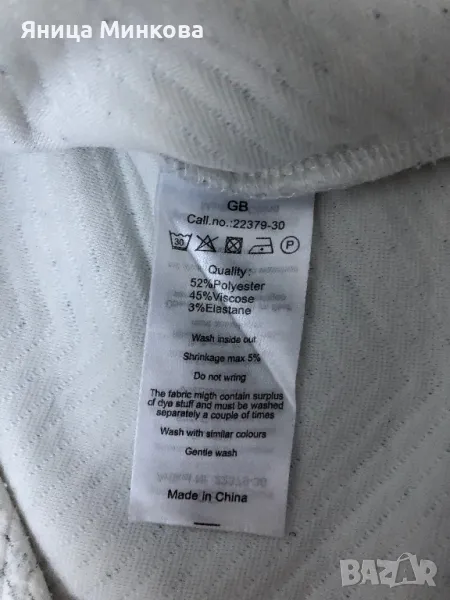 Яница Минкова
GB
Call.no.:22379-30
30
P
Quality:
52%Polyester
45%Viscose
3%Elastane
Wash inside out
Shrinkage max 5%
Do not wring
The fabric migth contain surplus
of dye stuff and must be washed
separately a couple of times
Wash with similar colours
Gentle wash
Made in China
BAZAR